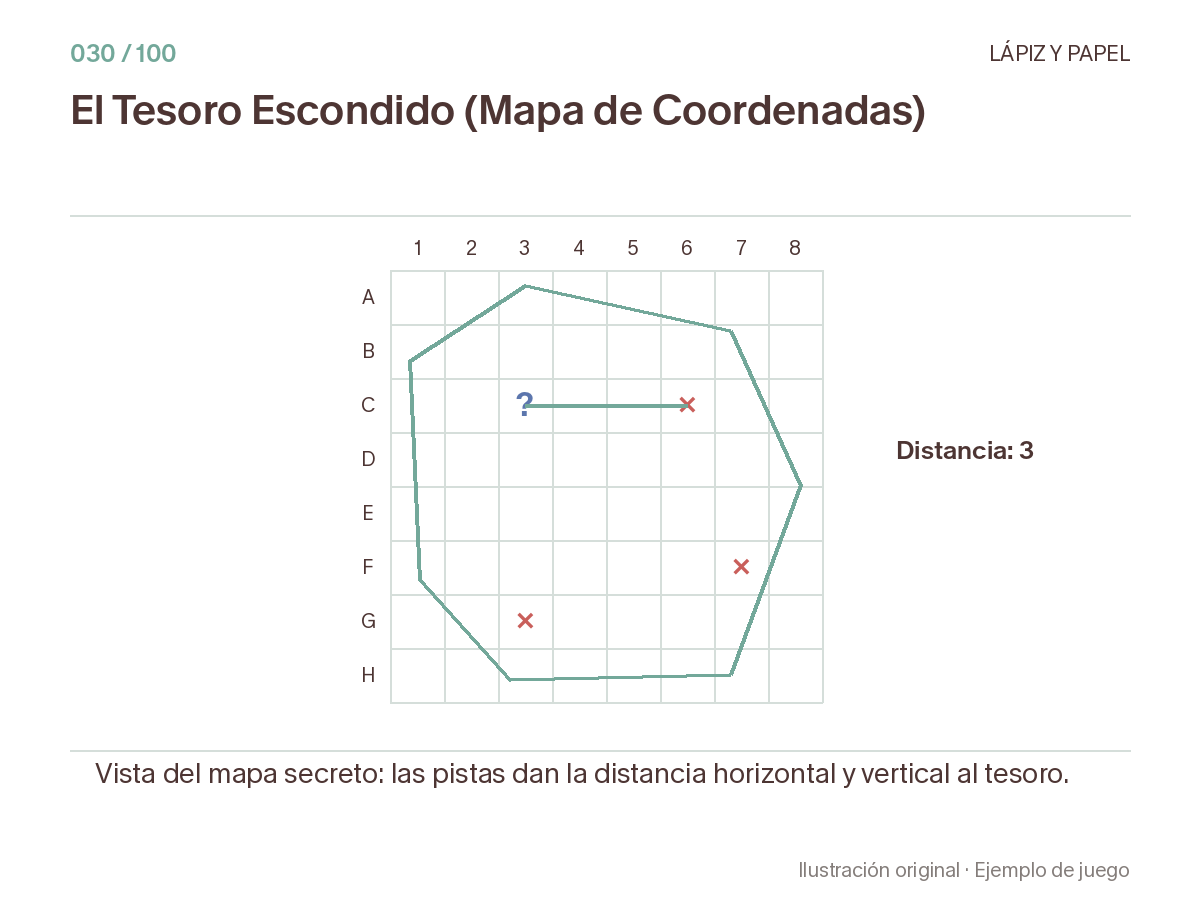 030 / 100
LÁPIZ Y PAPEL
El Tesoro Escondido (Mapa de Coordenadas)
1 2 3 4 5 6 7 8
A
B
C ?
D
Distancia: 3
E
F
G
H
Vista del mapa secreto: las pistas dan la distancia horizontal y vertical al tesoro.
Ilustración original · Ejemplo de juego